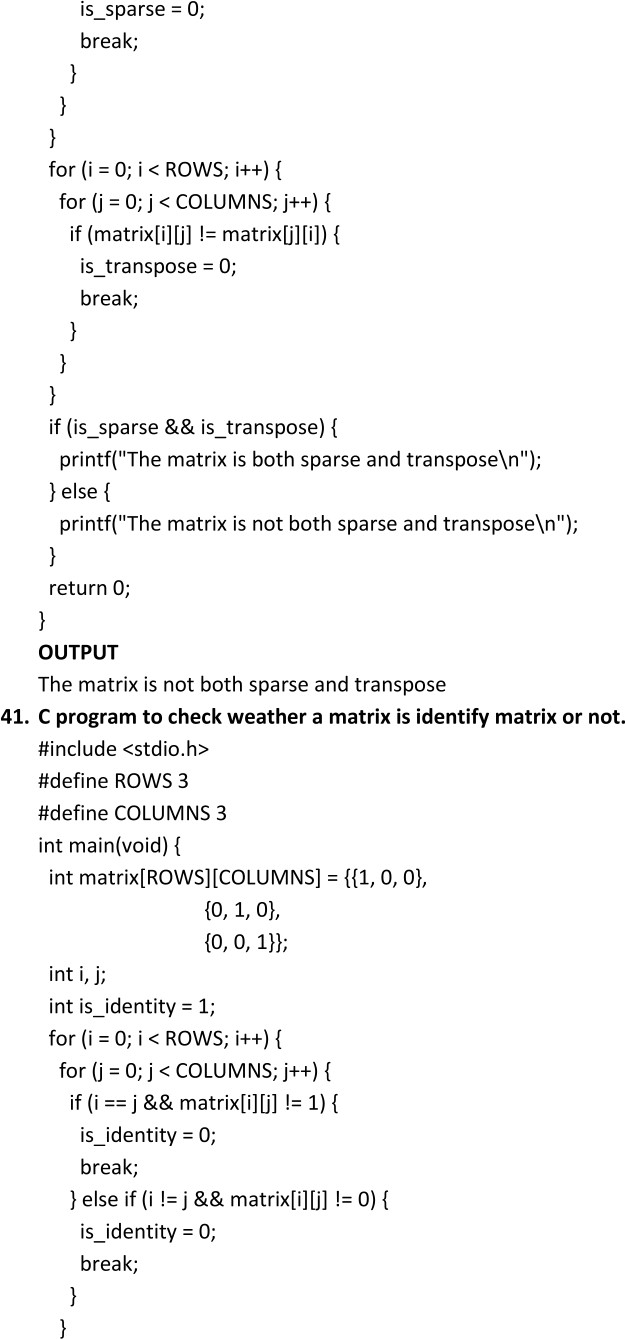 is_sparse = 0;
break;
}
}
}
for (i = 0; i < ROWS; i++) {
for (j = 0; j < COLUMNS; j++) {
if (matrix[i][j] != matrix[j][i]) {
is_transpose = 0;
break;
}
}
}
if (is_sparse && is_transpose) {
printf("The matrix is both sparse and transpose\n");
} else {
printf("The matrix is not both sparse and transpose\n");
}
return 0;
}
OUTPUT
The matrix is not both sparse and transpose
41. C program to check weather a matrix is identify matrix or not.
#include <stdio.h>
#define ROWS 3
#define COLUMNS 3
int main(void) {
int matrix[ROWS][COLUMNS] = {{1, 0, 0},
{0, 1, 0},
{0, 0, 1}};
int i, j;
int is_identity = 1;
for (i = 0; i < ROWS; i++) {
for (j = 0; j < COLUMNS; j++) {
if (i == j && matrix[i][j] != 1) {
is_identity = 0;
break;
} else if (i != j && matrix[i][j] != 0) {
is_identity = 0;
break;
}
}